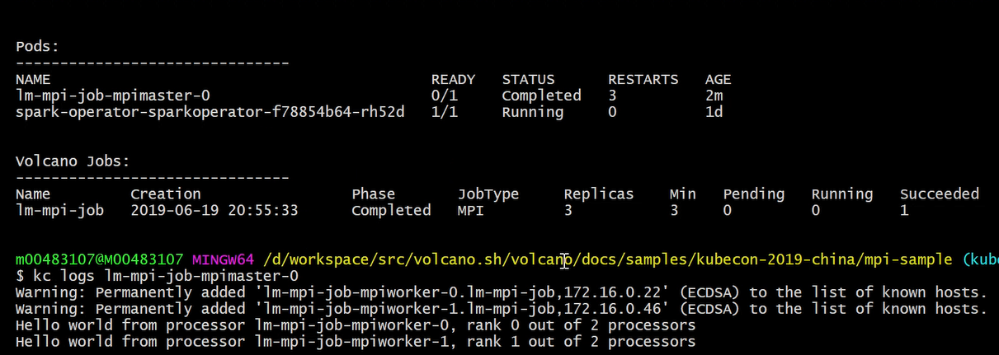 Pods:
-------------------------------
NAME READY STATUS RESTARTS AGE
lm-mpi-job-mpimaster-0 0/1 Completed 3 2m
spark-operator-sparkoperator-f78854b64-rh52d 1/1 Running 0 1d
Volcano Jobs:
-------------------------------
Name Creation Phase JobType Replicas Min Pending Running Succeeded
lm-mpi-job 2019-06-19 20:55:33 Completed MPI 3 3 0 0 1
m00483107@M00483107 MINGW64 /d/workspace/src/volcano.sh/volcano/docs/samples/kubecon-2019-china/mpi-sample (kube
$ kc logs lm-mpi-job-mpimaster-0
Warning: Permanently added 'lm-mpi-job-mpiworker-0.lm-mpi-job,172.16.0.22' (ECDSA) to the list of known hosts.
Warning: Permanently added 'lm-mpi-job-mpiworker-1.lm-mpi-job,172.16.0.46' (ECDSA) to the list of known hosts.
Hello world from processor lm-mpi-job-mpiworker-0, rank 0 out of 2 processors
Hello world from processor lm-mpi-job-mpiworker-1, rank 1 out of 2 processors